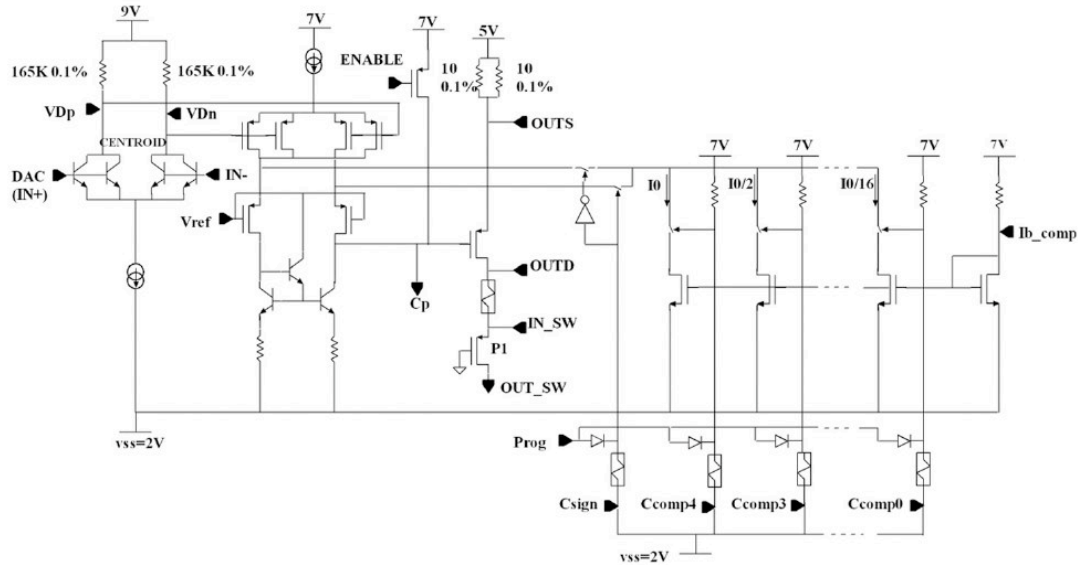 9V
7V
7V
5V
165K 0.1%
165K 0.1%
ENABLE
10
0.1%
10
0.1%
VDp
VDn
OUTS
CENTROID
7V
7V
7V
7V
DAC
(IN+)
IN-
I0
I0/2
I0/16
Vref
Ib_comp
OUTD
Cp
IN_SW
P1
OUT_SW
vss=2V
Prog
Csign
Ccomp4
Ccomp3
Ccomp0
vss=2V